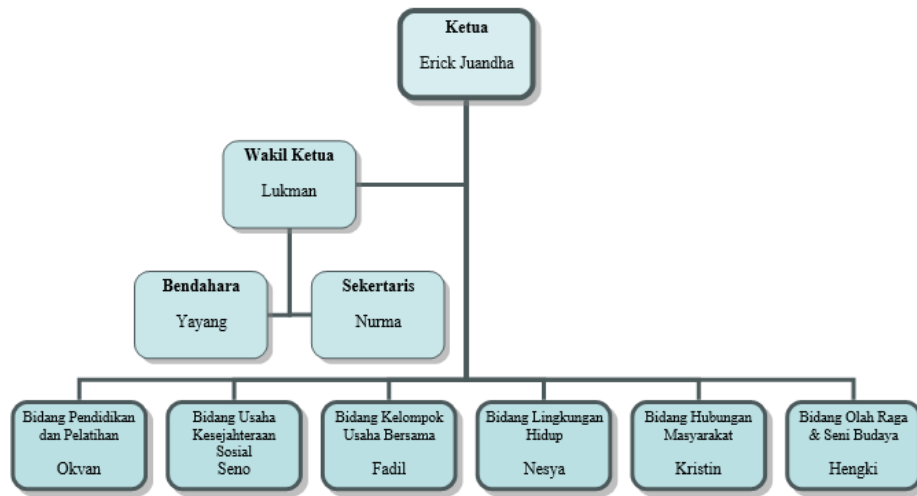 Ketua
Erick Juandha
Wakil Ketua
Lukman
Bendahara
Yayang
Sekertaris
Nurma
Bidang Pendidikan
dan Pelatihan
Okvan
Bidang Usaha
Kesejahteraan
Sosial
Seno
Bidang Kelompok
Usaha Bersama
Fadil
Bidang Lingkungan
Hidup
Nesya
Bidang Hubungan
Masyarakat
Kristin
Bidang Olah Raga
& Seni Budaya
Hengki